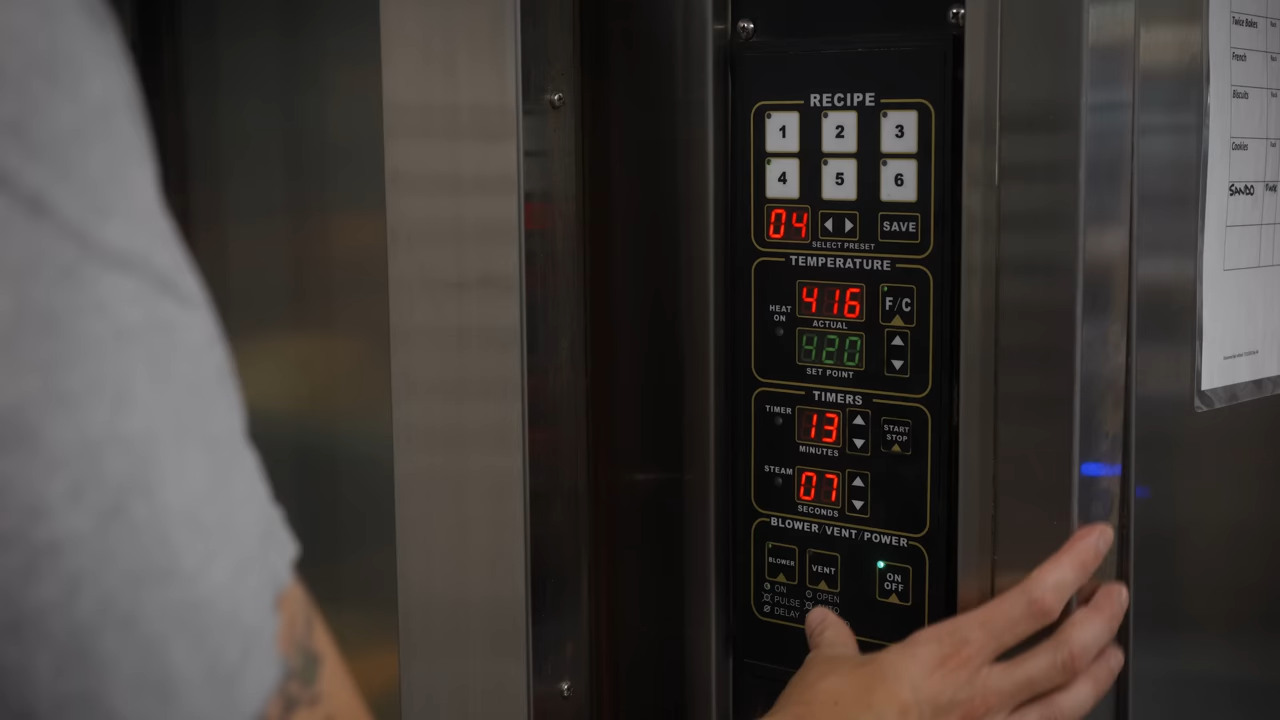 RECIPE
1 2 3
4 5 6
04 SAVE
SELECT PRESET
TEMPERATURE
HEAT ON
416
ACTUAL
F/C
420
SET POINT
TIMERS
TIMER
13
MINUTES
START STOP
STEAM
07
SECONDS
BLOWER/VENT/POWER
BLOWER
VENT
ON OFF
ON
PULSE
DELAY
OPEN
Twice Bakes
French
Biscuits
Cookies
SANDO